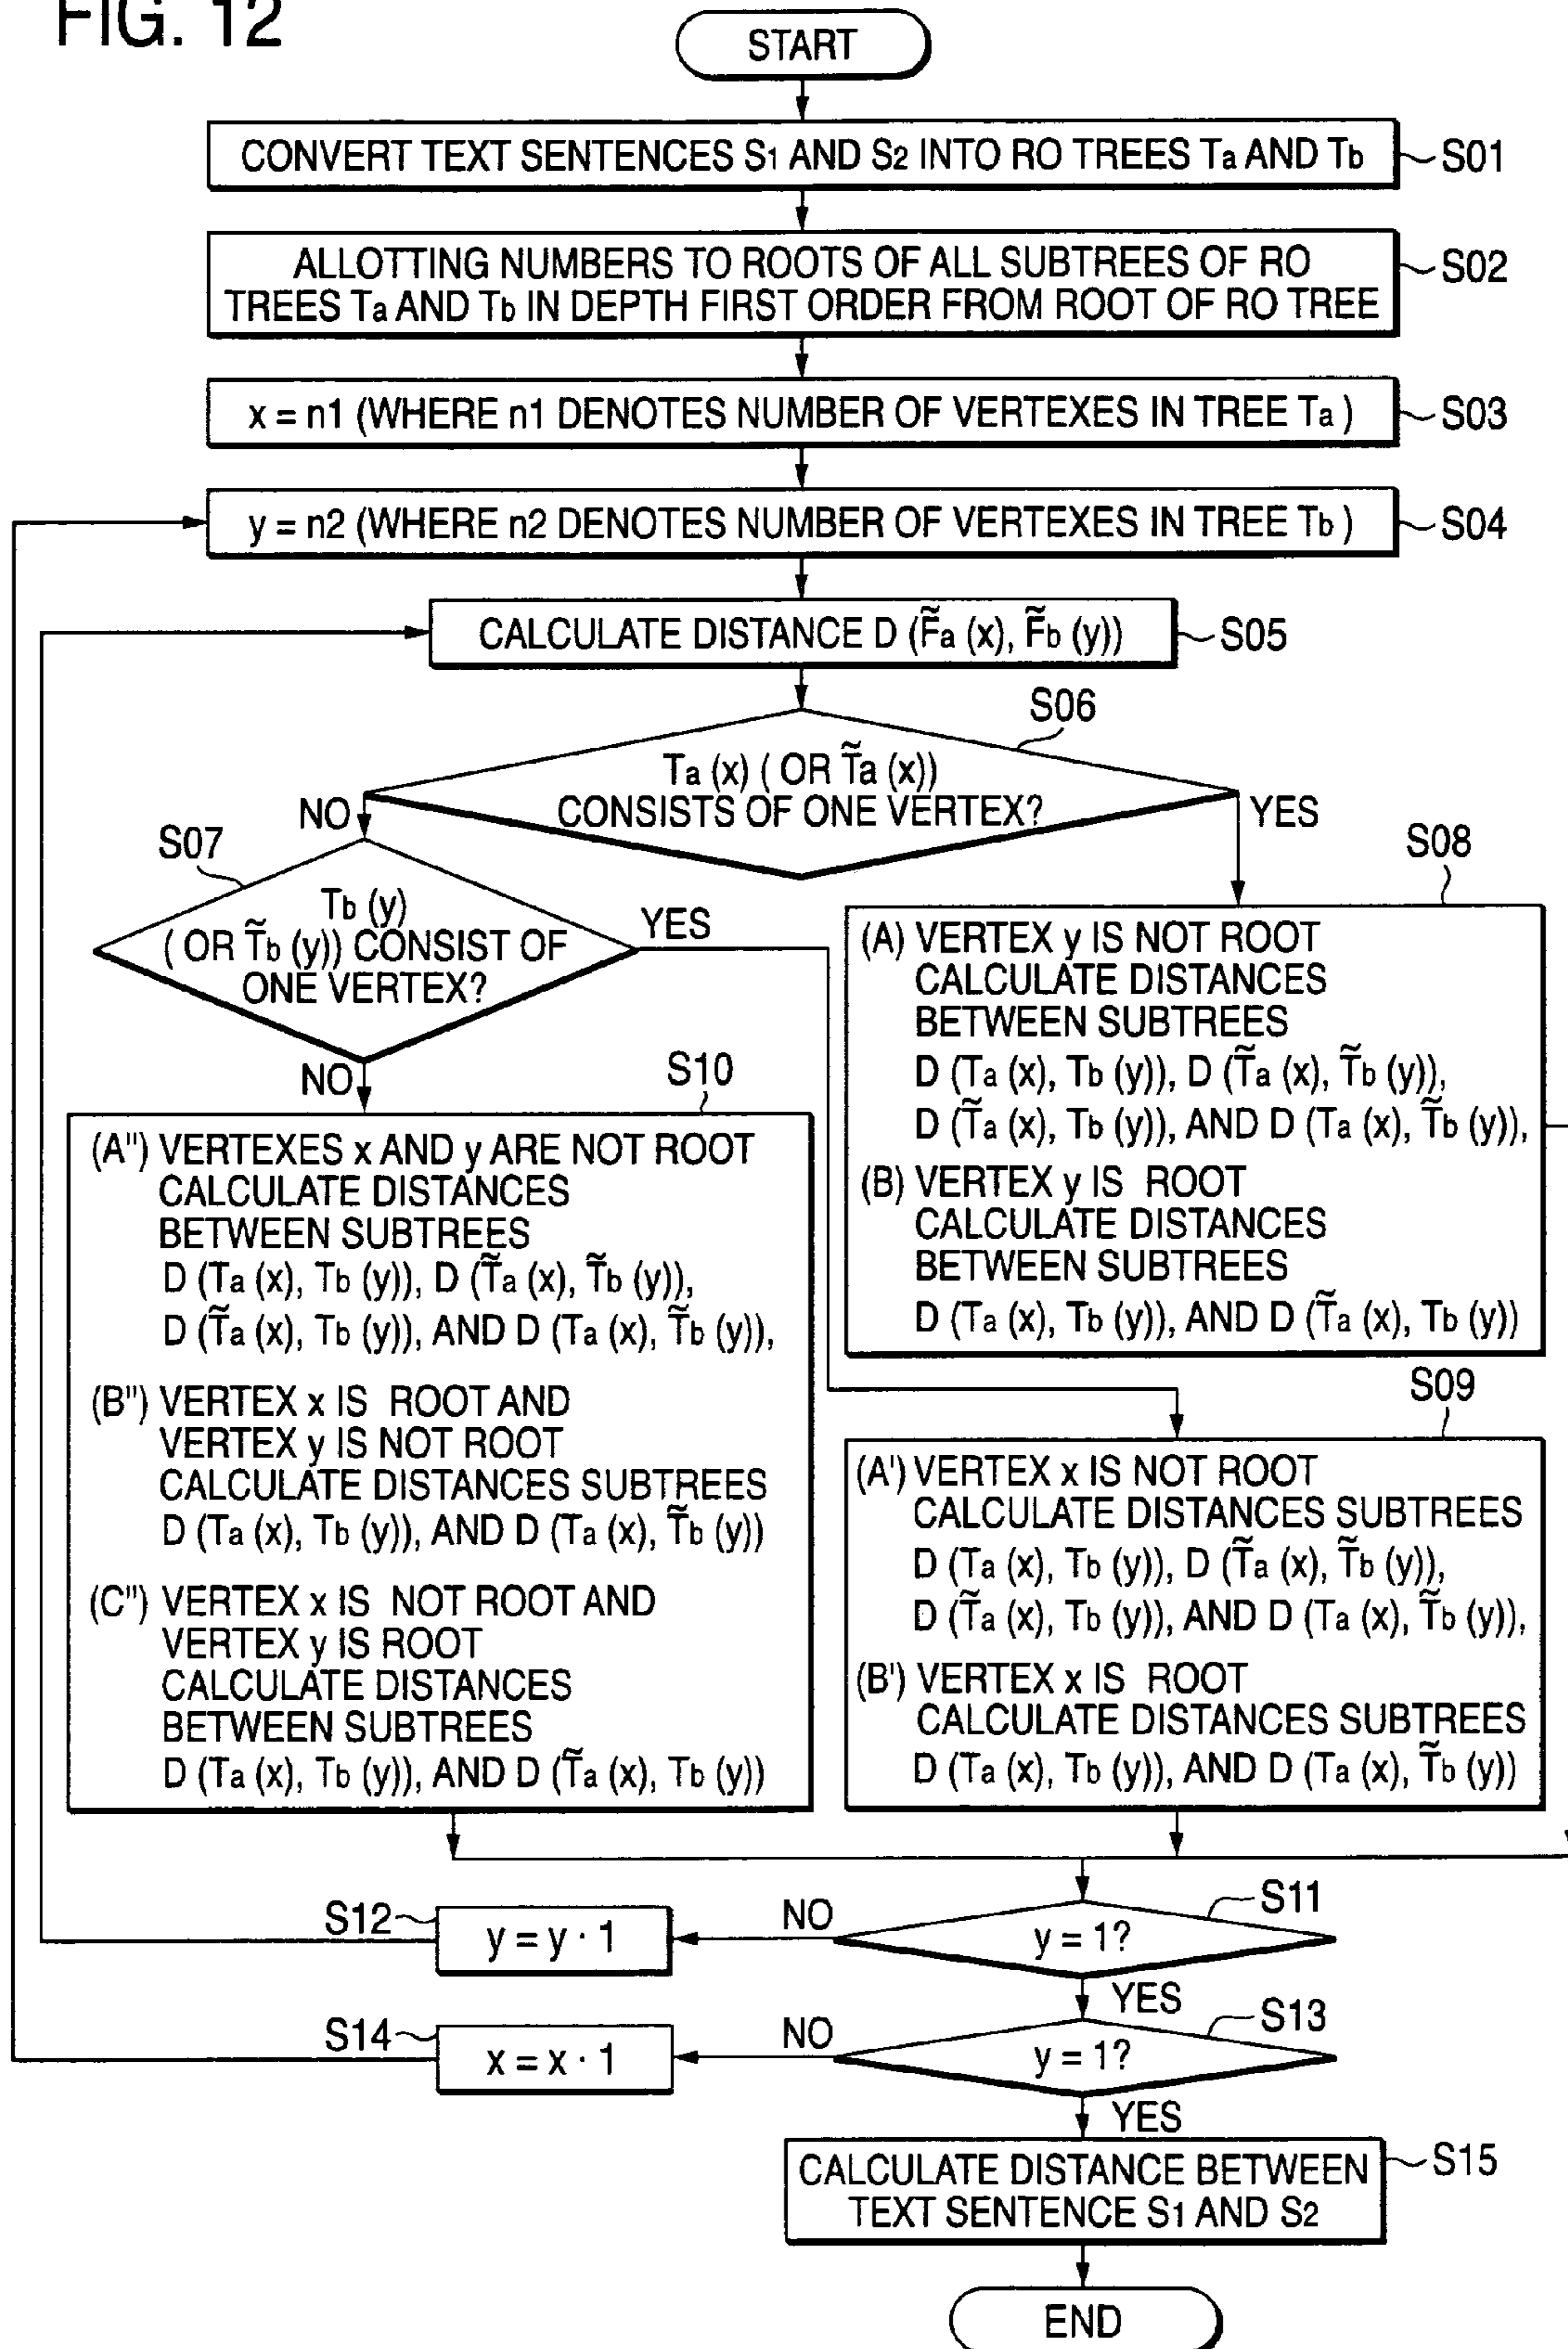 FIG. 12
START
CONVERT TEXT SENTENCES S1 AND S2 INTO RO TREES Ta AND Tb
S01
ALLOTTING NUMBERS TO ROOTS OF ALL SUBTREES OF RO
TREES Ta AND Tb IN DEPTH FIRST ORDER FROM ROOT OF RO TREE
S02
x = n1 (WHERE n1 DENOTES NUMBER OF VERTEXES IN TREE Ta )
S03
y = n2 (WHERE n2 DENOTES NUMBER OF VERTEXES IN TREE Tb )
S04
CALCULATE DISTANCE D (F̃a (x), F̃b (y))
S05
S06
Ta (x) ( OR T̃a (x))
CONSISTS OF ONE VERTEX?
NO
YES
S07
Tb (y)
( OR T̃b (y)) CONSIST OF
ONE VERTEX?
YES
NO
S08
(A) VERTEX y IS NOT ROOT
CALCULATE DISTANCES
BETWEEN SUBTREES
D (Ta (x), Tb (y)), D (T̃a (x), T̃b (y)),
D (T̃a (x), Tb (y)), AND D (Ta (x), T̃b (y)),
(B) VERTEX y IS ROOT
CALCULATE DISTANCES
BETWEEN SUBTREES
D (Ta (x), Tb (y)), AND D (T̃a (x), Tb (y))
S10
(A") VERTEXES x AND y ARE NOT ROOT
CALCULATE DISTANCES
BETWEEN SUBTREES
D (Ta (x), Tb (y)), D (T̃a (x), T̃b (y)),
D (T̃a (x), Tb (y)), AND D (Ta (x), T̃b (y)),
(B") VERTEX x IS ROOT AND
VERTEX y IS NOT ROOT
CALCULATE DISTANCES SUBTREES
D (Ta (x), Tb (y)), AND D (Ta (x), T̃b (y))
(C") VERTEX x IS NOT ROOT AND
VERTEX y IS ROOT
CALCULATE DISTANCES
BETWEEN SUBTREES
D (Ta (x), Tb (y)), AND D (T̃a (x), Tb (y))
S09
(A') VERTEX x IS NOT ROOT
CALCULATE DISTANCES SUBTREES
D (Ta (x), Tb (y)), D (T̃a (x), T̃b (y)),
D (T̃a (x), Tb (y)), AND D (Ta (x), T̃b (y)),
(B') VERTEX x IS ROOT
CALCULATE DISTANCES SUBTREES
D (Ta (x), Tb (y)), AND D (Ta (x), T̃b (y))
S11
y = 1?
NO
S12
y = y · 1
YES
S13
y = 1?
NO
S14
x = x · 1
YES
CALCULATE DISTANCE BETWEEN
TEXT SENTENCE S1 AND S2
S15
END